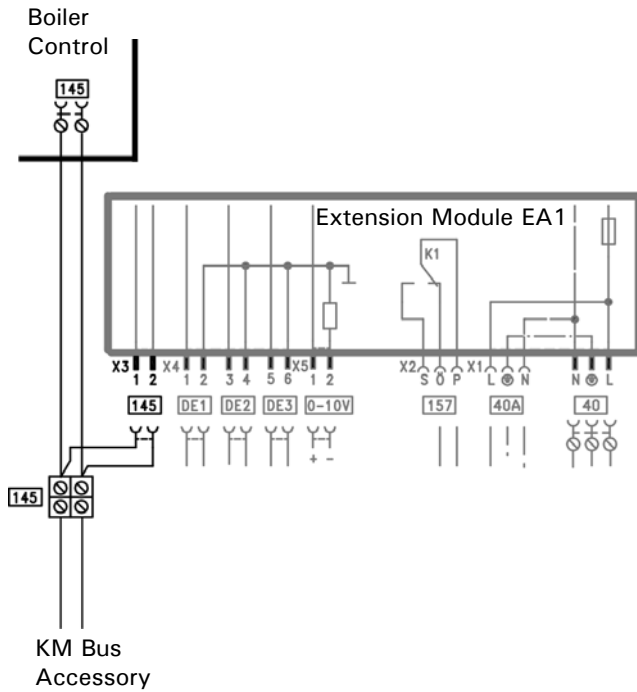 Boiler
Control
145
Extension Module EA1
K1
X3 X4 X5 X2 X1
1 2 1 2 3 4 5 6 1 2 S Ö P L N N L
145 DE1 DE2 DE3 0-10V 157 40A 40
+ -
145
KM Bus
Accessory